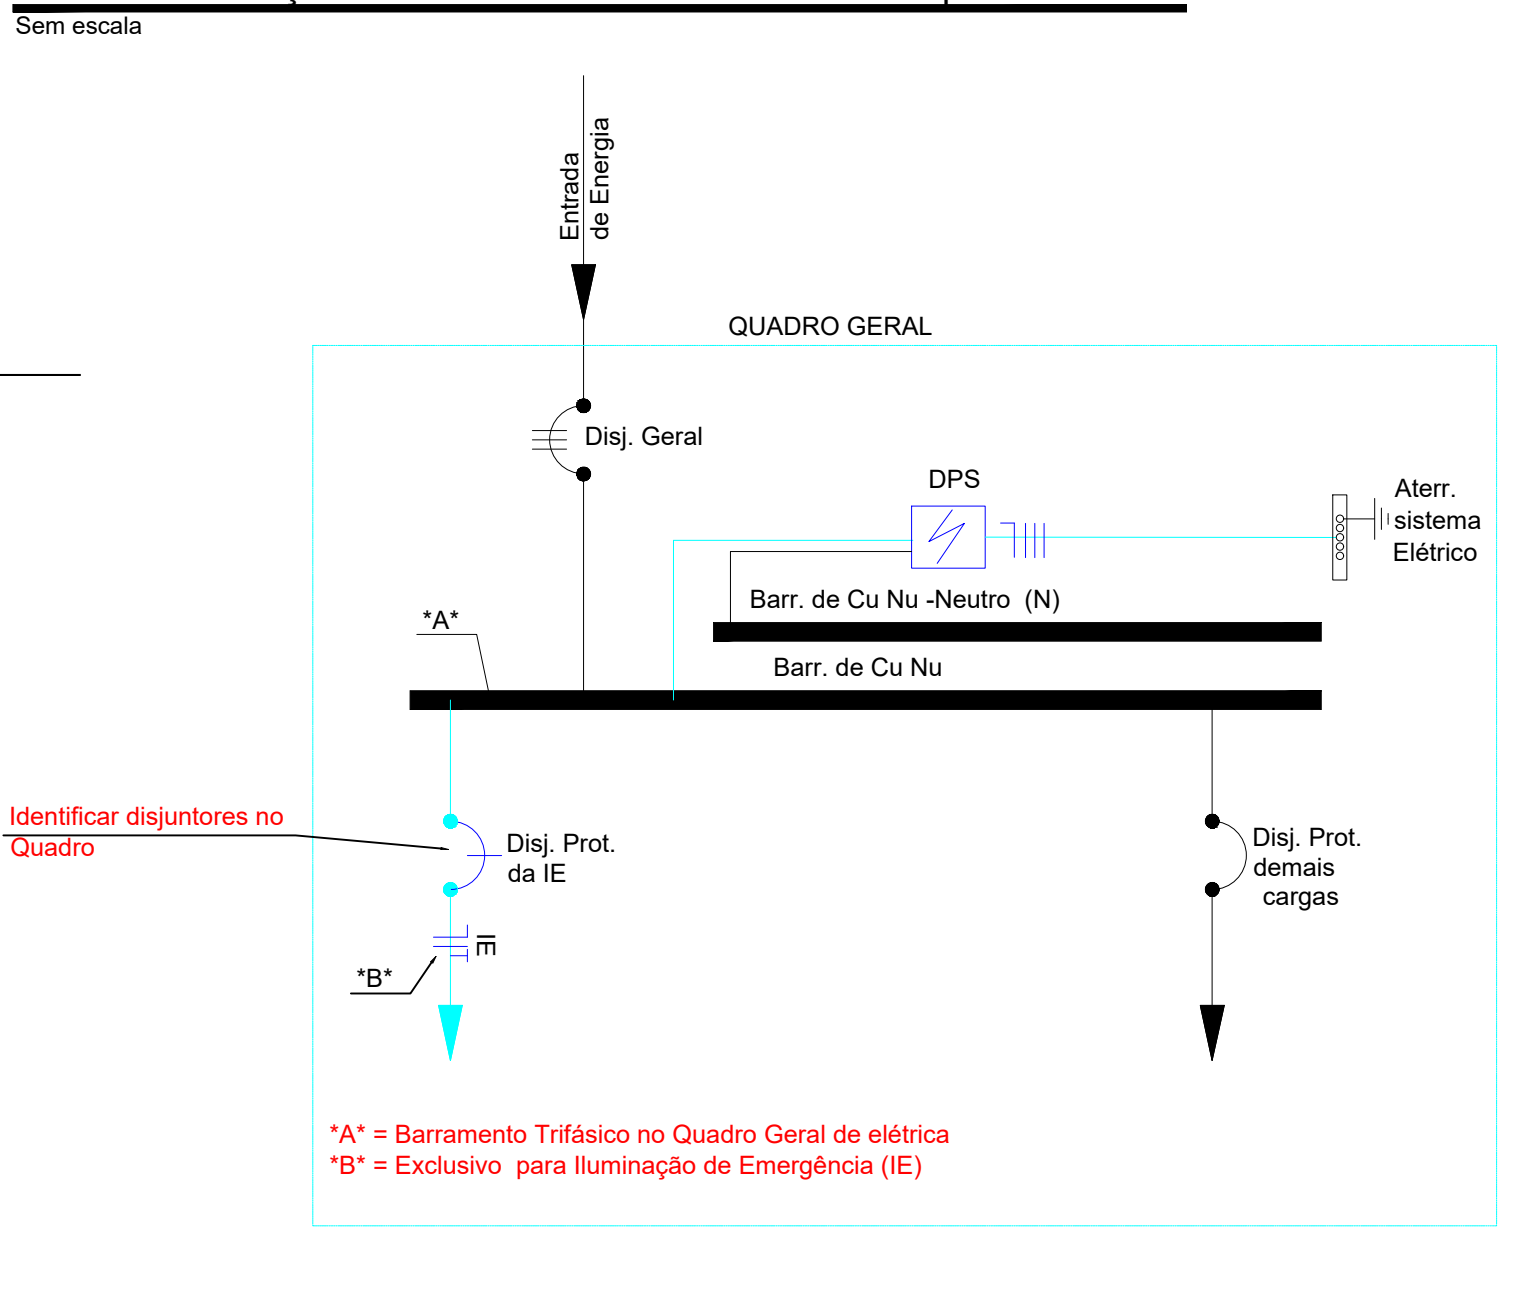 Sem escala
Entrada
de Energia
QUADRO GERAL
Disj. Geral
DPS
Aterr.
sistema
Elétrico
Barr. de Cu Nu -Neutro (N)
*A*
Barr. de Cu Nu
Identificar disjuntores no
Quadro
Disj. Prot.
da IE
Disj. Prot.
demais
cargas
IE
*B*
*A* = Barramento Trifásico no Quadro Geral de elétrica
*B* = Exclusivo para Iluminação de Emergência (IE)